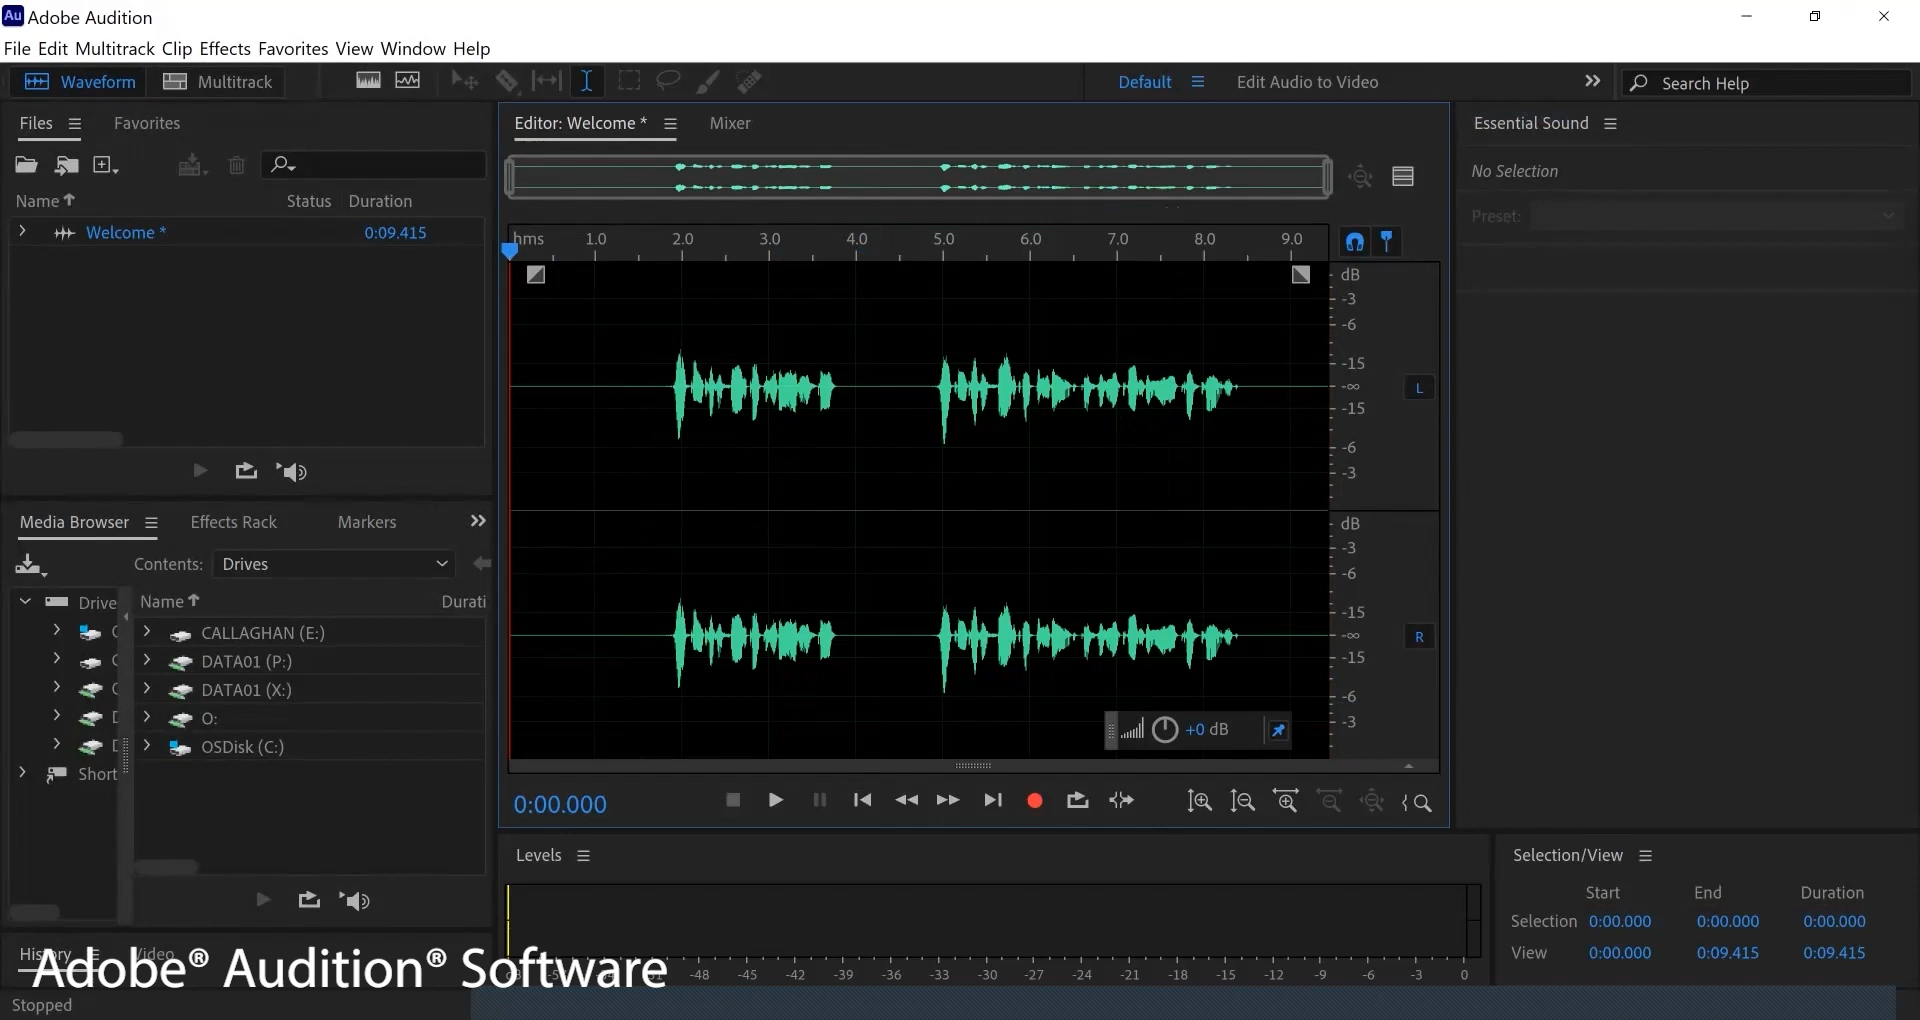 Au Adobe Audition
File Edit Multitrack Clip Effects Favorites View Window Help
Waveform Multitrack Default Edit Audio to Video Search Help
Files Favorites
Name Status Duration
Welcome * 0:09.415
Media Browser Effects Rack Markers
Contents: Drives
Drive Name Durati
CALLAGHAN (E:)
DATA01 (P:)
DATA01 (X:)
O:
OSDisk (C:)
Short
History Video
Stopped
Editor: Welcome * Mixer
hms 1.0 2.0 3.0 4.0 5.0 6.0 7.0 8.0 9.0
dB
-3
-6
-15
-∞
L
-15
-6
-3
dB
-3
-6
-15
-∞
R
-15
-6
-3
+0 dB
0:00.000
Levels
-48 -45 -42 -39 -36 -33 -30 -27 -24 -21 -18 -15 -12 -9 -6 -3 0
Essential Sound
No Selection
Preset:
Selection/View
Start End Duration
Selection 0:00.000 0:00.000 0:00.000
View 0:00.000 0:09.415 0:09.415
Adobe® Audition® Software